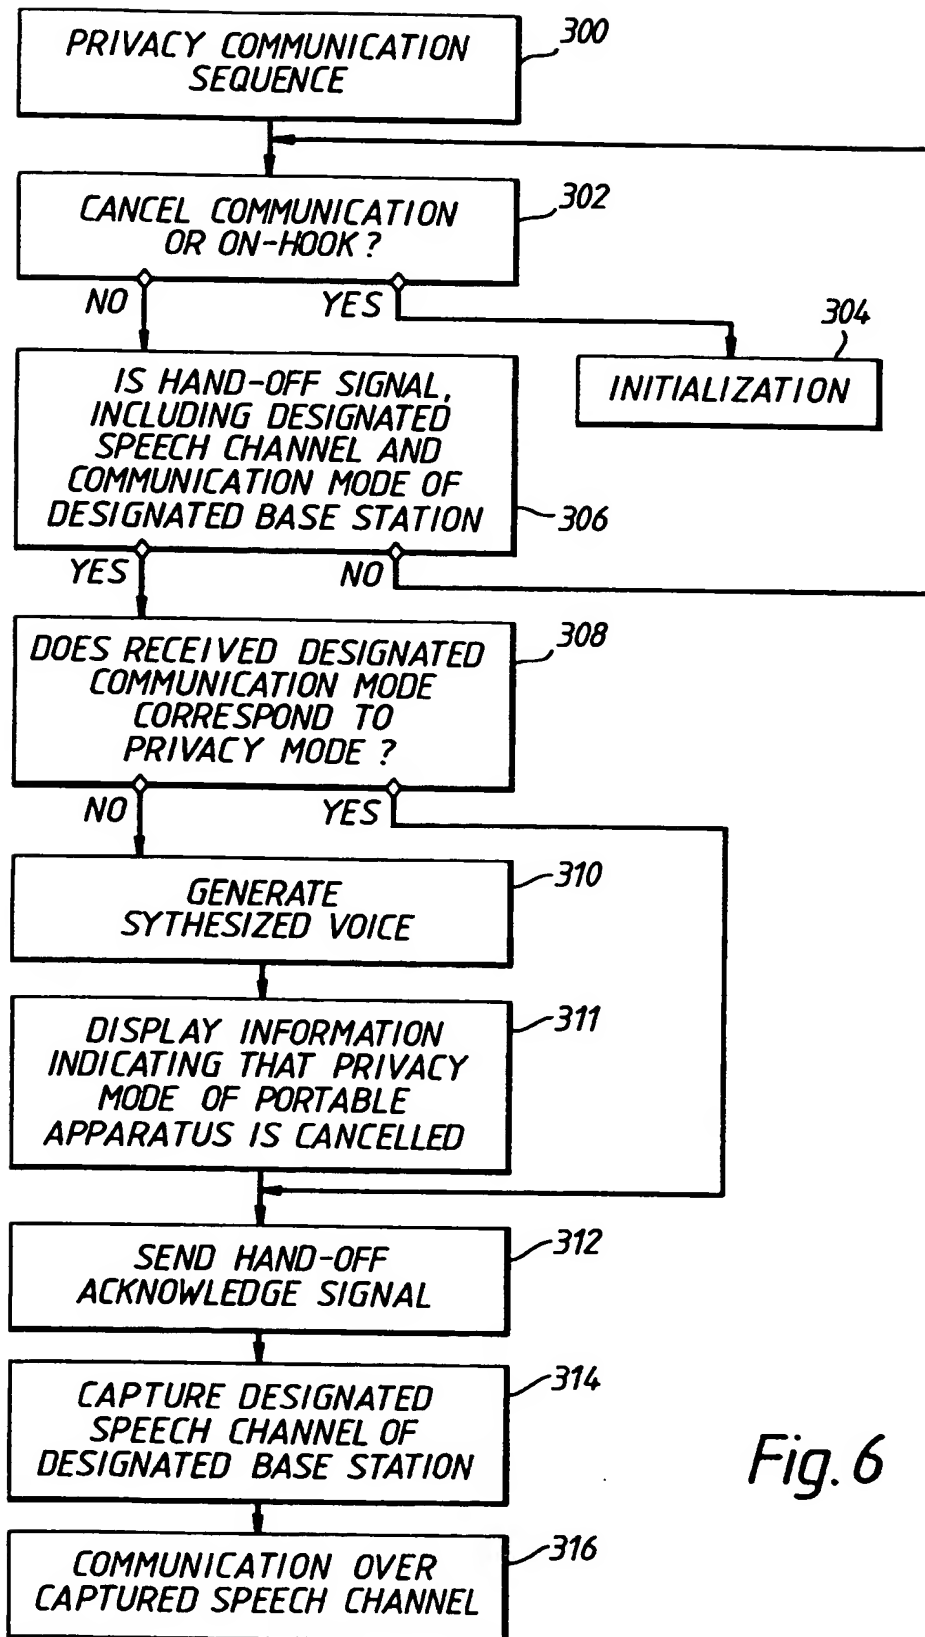 PRIVACY COMMUNICATION
SEQUENCE
300
CANCEL COMMUNICATION
OR ON-HOOK?
302
NO
YES
304
INITIALIZATION
IS HAND-OFF SIGNAL,
INCLUDING DESIGNATED
SPEECH CHANNEL AND
COMMUNICATION MODE OF
DESIGNATED BASE STATION
306
YES
NO
DOES RECEIVED DESIGNATED
COMMUNICATION MODE
CORRESPOND TO
PRIVACY MODE ?
308
NO
YES
GENERATE
SYTHESIZED VOICE
310
DISPLAY INFORMATION
INDICATING THAT PRIVACY
MODE OF PORTABLE
APPARATUS IS CANCELLED
311
SEND HAND-OFF
ACKNOWLEDGE SIGNAL
312
CAPTURE DESIGNATED
SPEECH CHANNEL OF
DESIGNATED BASE STATION
314
COMMUNICATION OVER
CAPTURED SPEECH CHANNEL
316
Fig. 6